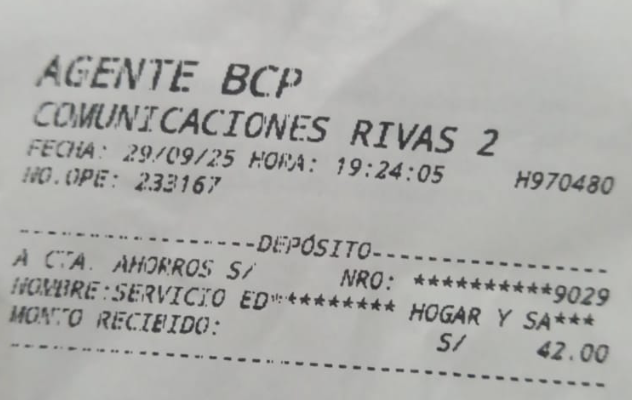 AGENTE BCP
COMUNICACIONES RIVAS 2
FECHA: 29/09/25 HORA: 19:24:05 H970480
NO.OPE: 233167
-----------------DEPÓSITO-----------------
A CTA. AHORROS S/ NRO: **********9029
NOMBRE:SERVICIO ED********* HOGAR Y SA***
MONTO RECIBIDO: S/ 42.00
------------------------------------------